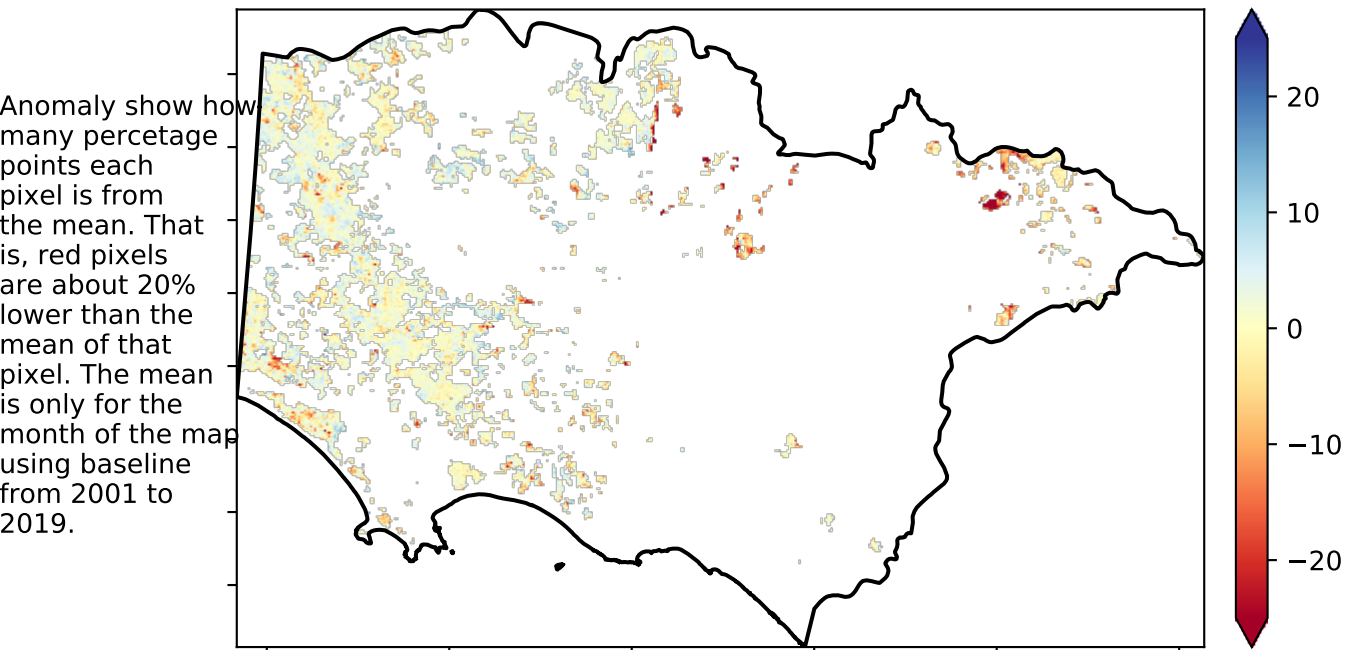 Anomaly show how
many percetage
points each
pixel is from
the mean. That
is, red pixels
are about 20%
lower than the
mean of that
pixel. The mean
is only for the
month of the map
using baseline
from 2001 to
2019.
20
10
0
−10
−20